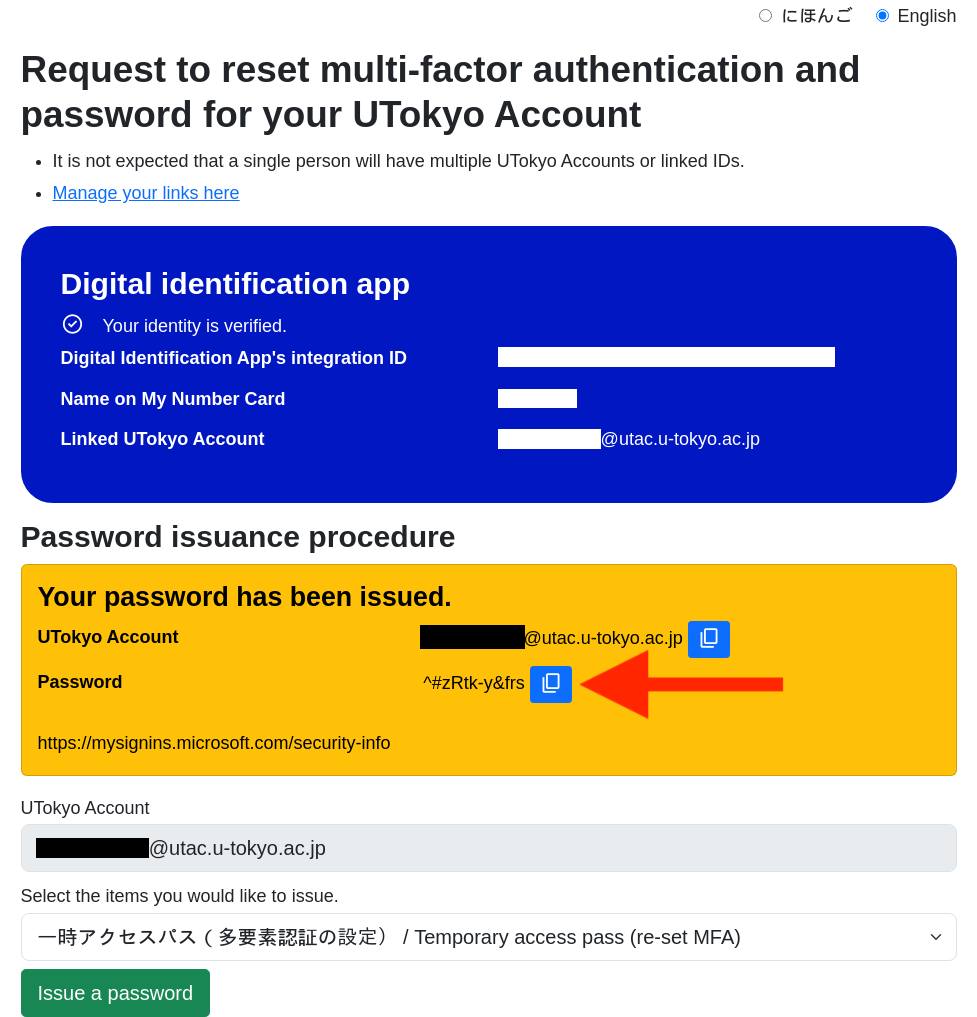 にほんご English
Request to reset multi-factor authentication and
password for your UTokyo Account
It is not expected that a single person will have multiple UTokyo Accounts or linked IDs.
Manage your links here
Digital identification app
Your identity is verified.
Digital Identification App's integration ID
Name on My Number Card
Linked UTokyo Account @utac.u-tokyo.ac.jp
Password issuance procedure
Your password has been issued.
UTokyo Account @utac.u-tokyo.ac.jp
Password ^#zRtk-y&frs
https://mysignins.microsoft.com/security-info
UTokyo Account
@utac.u-tokyo.ac.jp
Select the items you would like to issue.
一時アクセスパス（多要素認証の設定） / Temporary access pass (re-set MFA)
Issue a password